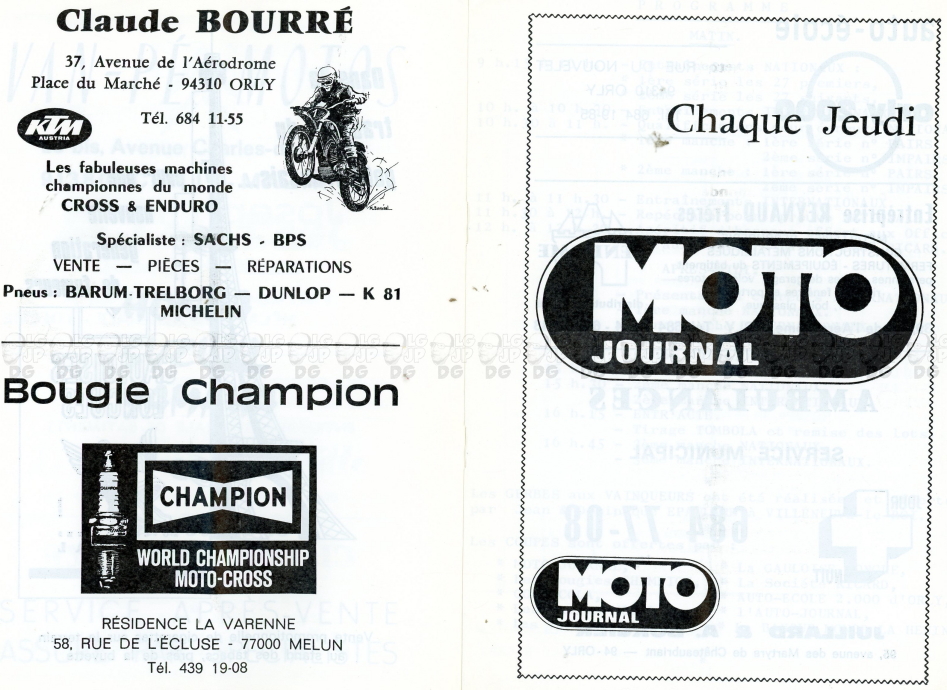 Claude BOURRÉ
37, Avenue de l'Aérodrome
Place du Marché - 94310 ORLY
Tél. 684 11-55
KTM
AUSTRIA
Les fabuleuses machines
championnes du monde
CROSS & ENDURO
Spécialiste : SACHS - BPS
VENTE — PIÈCES — RÉPARATIONS
Pneus : BARUM-TRELBORG — DUNLOP — K 81
MICHELIN
Bougie Champion
CHAMPION
WORLD CHAMPIONSHIP
MOTO-CROSS
RÉSIDENCE LA VARENNE
58, RUE DE L'ÉCLUSE - 77000 MELUN
Tél. 439 19-08
Chaque Jeudi
MOTO
JOURNAL
MOTO
JOURNAL